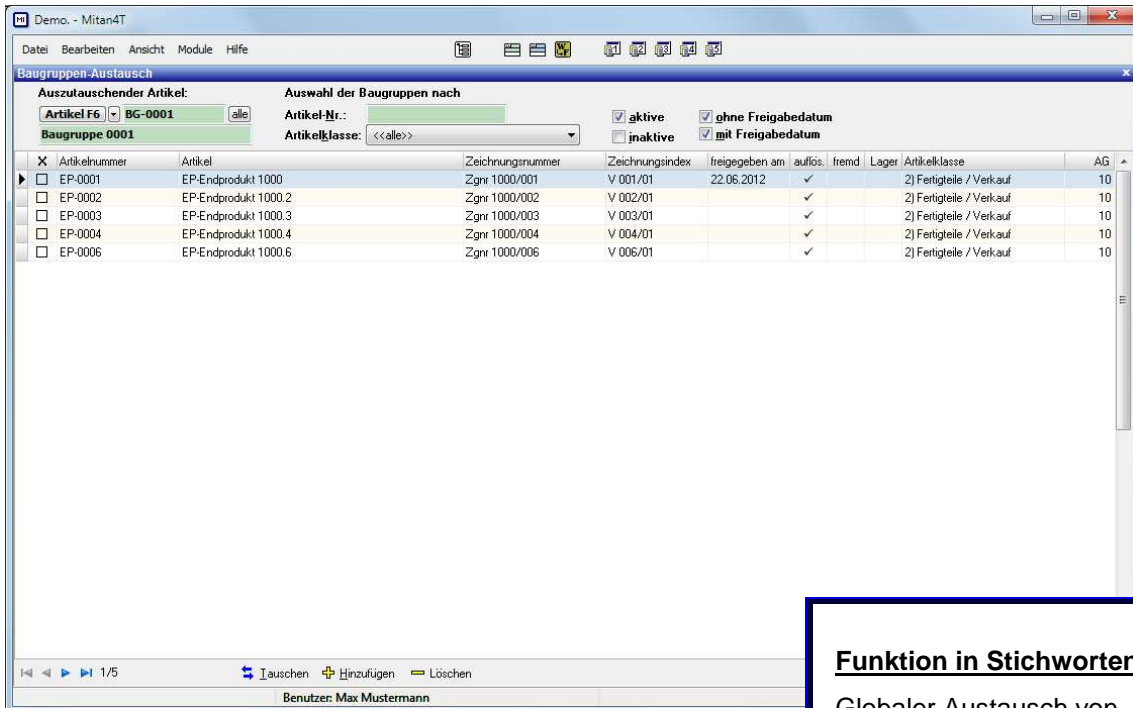 Demo. - Mitan4T
Datei Bearbeiten Ansicht Module Hilfe
Baugruppen-Austausch
Auszutauschender Artikel: Auswahl der Baugruppen nach
Artikel F6 BG-0001 alle Artikel-Nr.: aktive ohne Freigabedatum
Baugruppe 0001 Artikelklasse: <<alle>> inaktive mit Freigabedatum
X Artikelnummer Artikel Zeichnungsnummer Zeichnungsindex freigegeben am auflös. fremd Lager Artikelklasse AG
EP-0001 EP-Endprodukt 1000 Zgnr 1000/001 V 001/01 22.06.2012 ✓ 2) Fertigteile / Verkauf 10
EP-0002 EP-Endprodukt 1000.2 Zgnr 1000/002 V 002/01 ✓ 2) Fertigteile / Verkauf 10
EP-0003 EP-Endprodukt 1000.3 Zgnr 1000/003 V 003/01 ✓ 2) Fertigteile / Verkauf 10
EP-0004 EP-Endprodukt 1000.4 Zgnr 1000/004 V 004/01 ✓ 2) Fertigteile / Verkauf 10
EP-0006 EP-Endprodukt 1000.6 Zgnr 1000/006 V 006/01 ✓ 2) Fertigteile / Verkauf 10
1/5 Tauschen Hinzufügen Löschen
Benutzer: Max Mustermann
Funktion in Stichworten
Globaler Austausch von